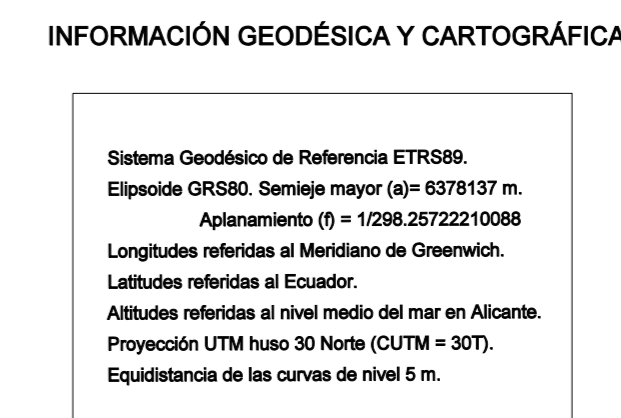 INFORMACIÓN GEODÉSICA Y CARTOGRÁFICA
Sistema Geodésico de Referencia ETRS89.
Elipsoide GRS80. Semieje mayor (a)= 6378137 m.
Aplanamiento (f) = 1/298.25722210088
Longitudes referidas al Meridiano de Greenwich.
Latitudes referidas al Ecuador.
Altitudes referidas al nivel medio del mar en Alicante.
Proyección UTM huso 30 Norte (CUTM = 30T).
Equidistancia de las curvas de nivel 5 m.